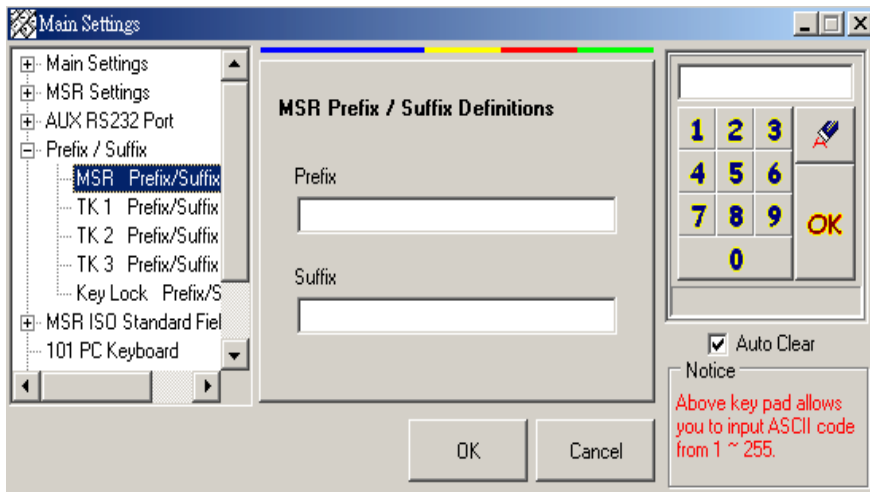 Main Settings
Main Settings
MSR Settings
AUX RS232 Port
Prefix / Suffix
MSR Prefix/Suffix
TK 1 Prefix/Suffix
TK 2 Prefix/Suffix
TK 3 Prefix/Suffix
Key Lock Prefix/S
MSR ISO Standard Fiel
101 PC Keyboard
MSR Prefix / Suffix Definitions
Prefix
Suffix
OK
Cancel
1 2 3
4 5 6
7 8 9
OK
0
Auto Clear
Notice
Above key pad allows
you to input ASCII code
from 1 ~ 255.